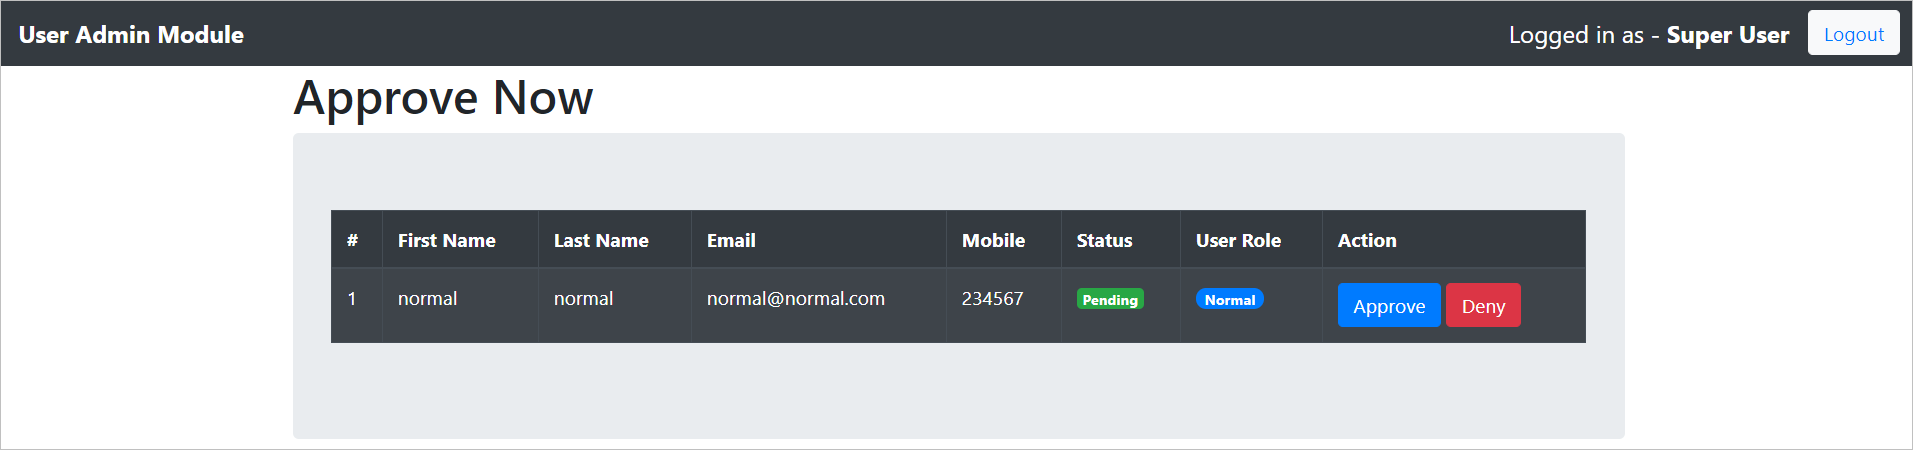 User Admin Module Logged in as - Super User Logout
Approve Now
# First Name Last Name Email Mobile Status User Role Action
1 normal normal normal@normal.com 234567 Pending Normal Approve Deny